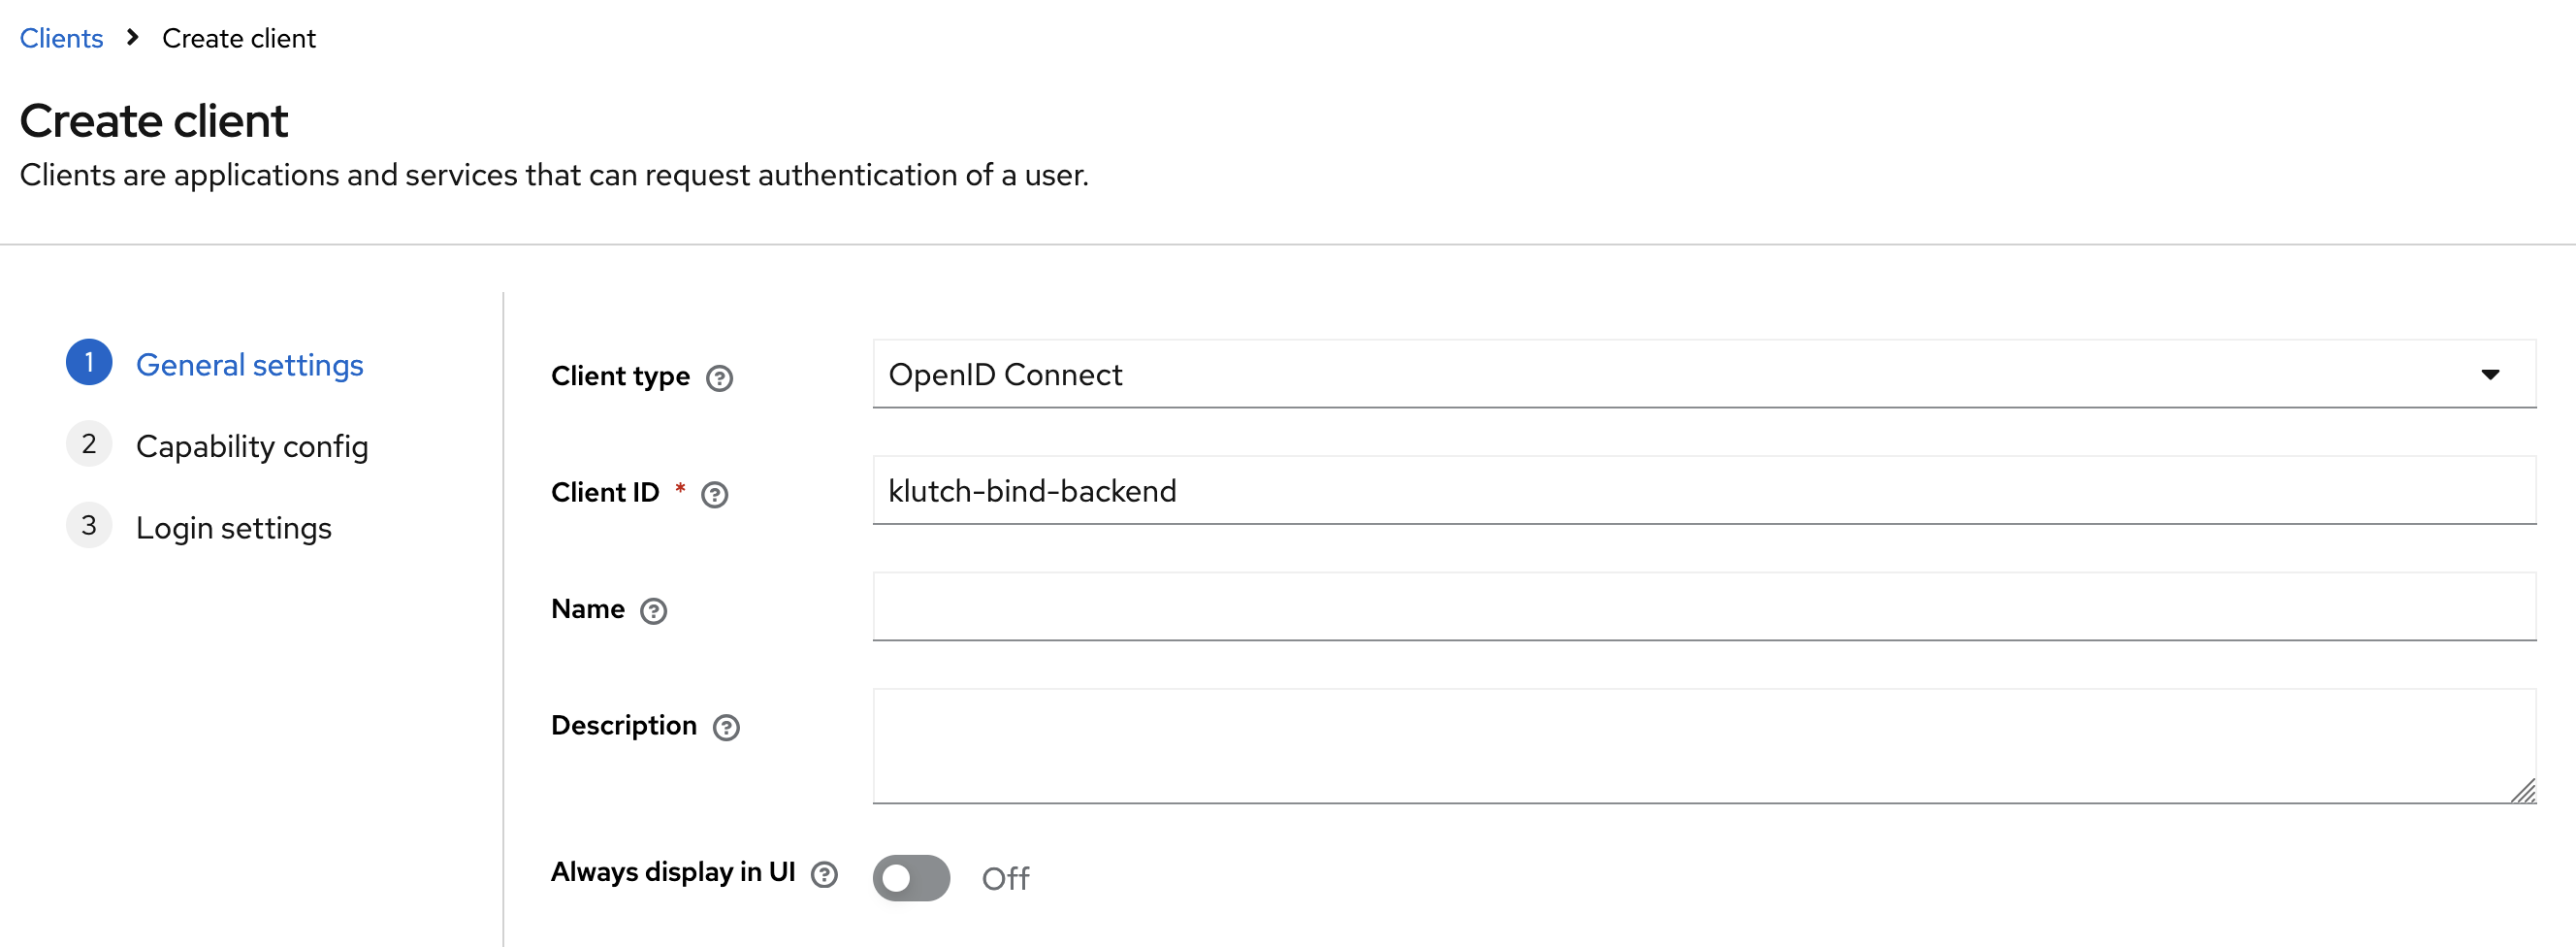 Clients > Create client
Create client
Clients are applications and services that can request authentication of a user.
1 General settings
2 Capability config
3 Login settings
Client type ? OpenID Connect
Client ID * ? klutch-bind-backend
Name ?
Description ?
Always display in UI ? Off